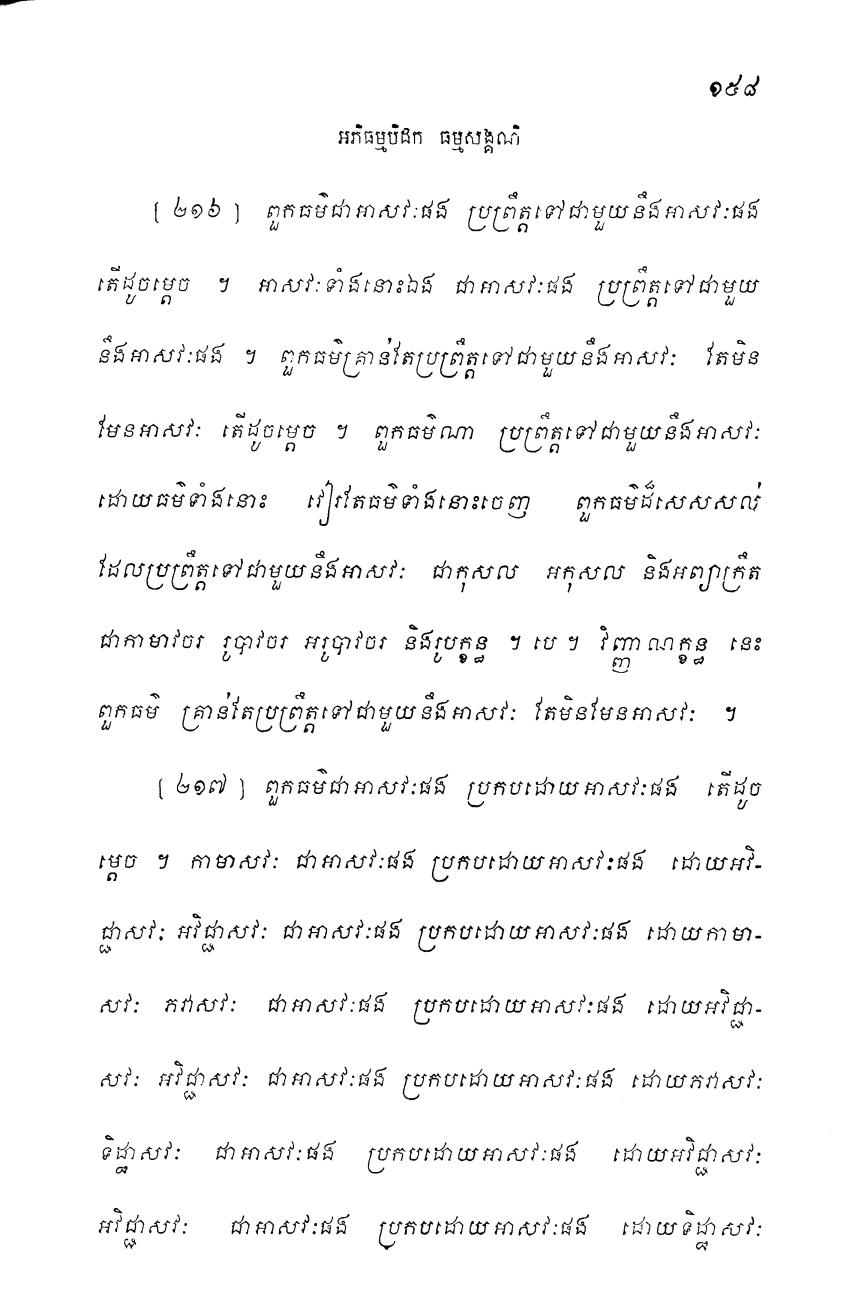 ១៥៨
អភិធម្មបិដក ធម្មសង្គណិ
[ ២១៦ ] ពួកធម៌ជាអាសវៈផង ប្រព្រឹត្តទៅជាមួយនឹងអាសវៈផង
តើដូចម្តេច ។ អាសវៈទាំងនោះឯង ជាអាសវៈផង ប្រព្រឹត្តទៅជាមួយ
នឹងអាសវៈផង ។ ពួកធម៌គ្រាន់តែប្រព្រឹត្តទៅជាមួយនឹងអាសវៈ តែមិន
មែនអាសវៈ តើដូចម្តេច ។ ពួកធម៌ណា ប្រព្រឹត្តទៅជាមួយនឹងអាសវៈ
ដោយធម៌ទាំងនោះ វៀរតែធម៌ទាំងនោះចេញ ពួកធម៌ដ៏សេសសល់
ដែលប្រព្រឹត្តទៅជាមួយនឹងអាសវៈ ជាកុសល អកុសល និងអព្យាក្រឹត
ជាកាមាវចរ រូបាវចរ អរូបាវចរ និងរូបក្ខន្ធ ។ បេ ។ វិញ្ញាណក្ខន្ធ នេះ
ពួកធម៌ គ្រាន់តែប្រព្រឹត្តទៅជាមួយនឹងអាសវៈ តែមិនមែនអាសវៈ ។
[ ២១៧ ] ពួកធម៌ជាអាសវៈផង ប្រកបដោយអាសវៈផង តើដូច
ម្តេច ។ កាមាសវៈ ជាអាសវៈផង ប្រកបដោយអាសវៈផង ដោយអវិ-
ជ្ជាសវៈ អវិជ្ជាសវៈ ជាអាសវៈផង ប្រកបដោយអាសវៈផង ដោយកាមា-
សវៈ ភវាសវៈ ជាអាសវៈផង ប្រកបដោយអាសវៈផង ដោយអវិជ្ជា-
សវៈ អវិជ្ជាសវៈ ជាអាសវៈផង ប្រកបដោយអាសវៈផង ដោយភវាសវៈ
ទិដ្ឋាសវៈ ជាអាសវៈផង ប្រកបដោយអាសវៈផង ដោយអវិជ្ជាសវៈ
អវិជ្ជាសវៈ ជាអាសវៈផង ប្រកបដោយអាសវៈផង ដោយទិដ្ឋាសវៈ